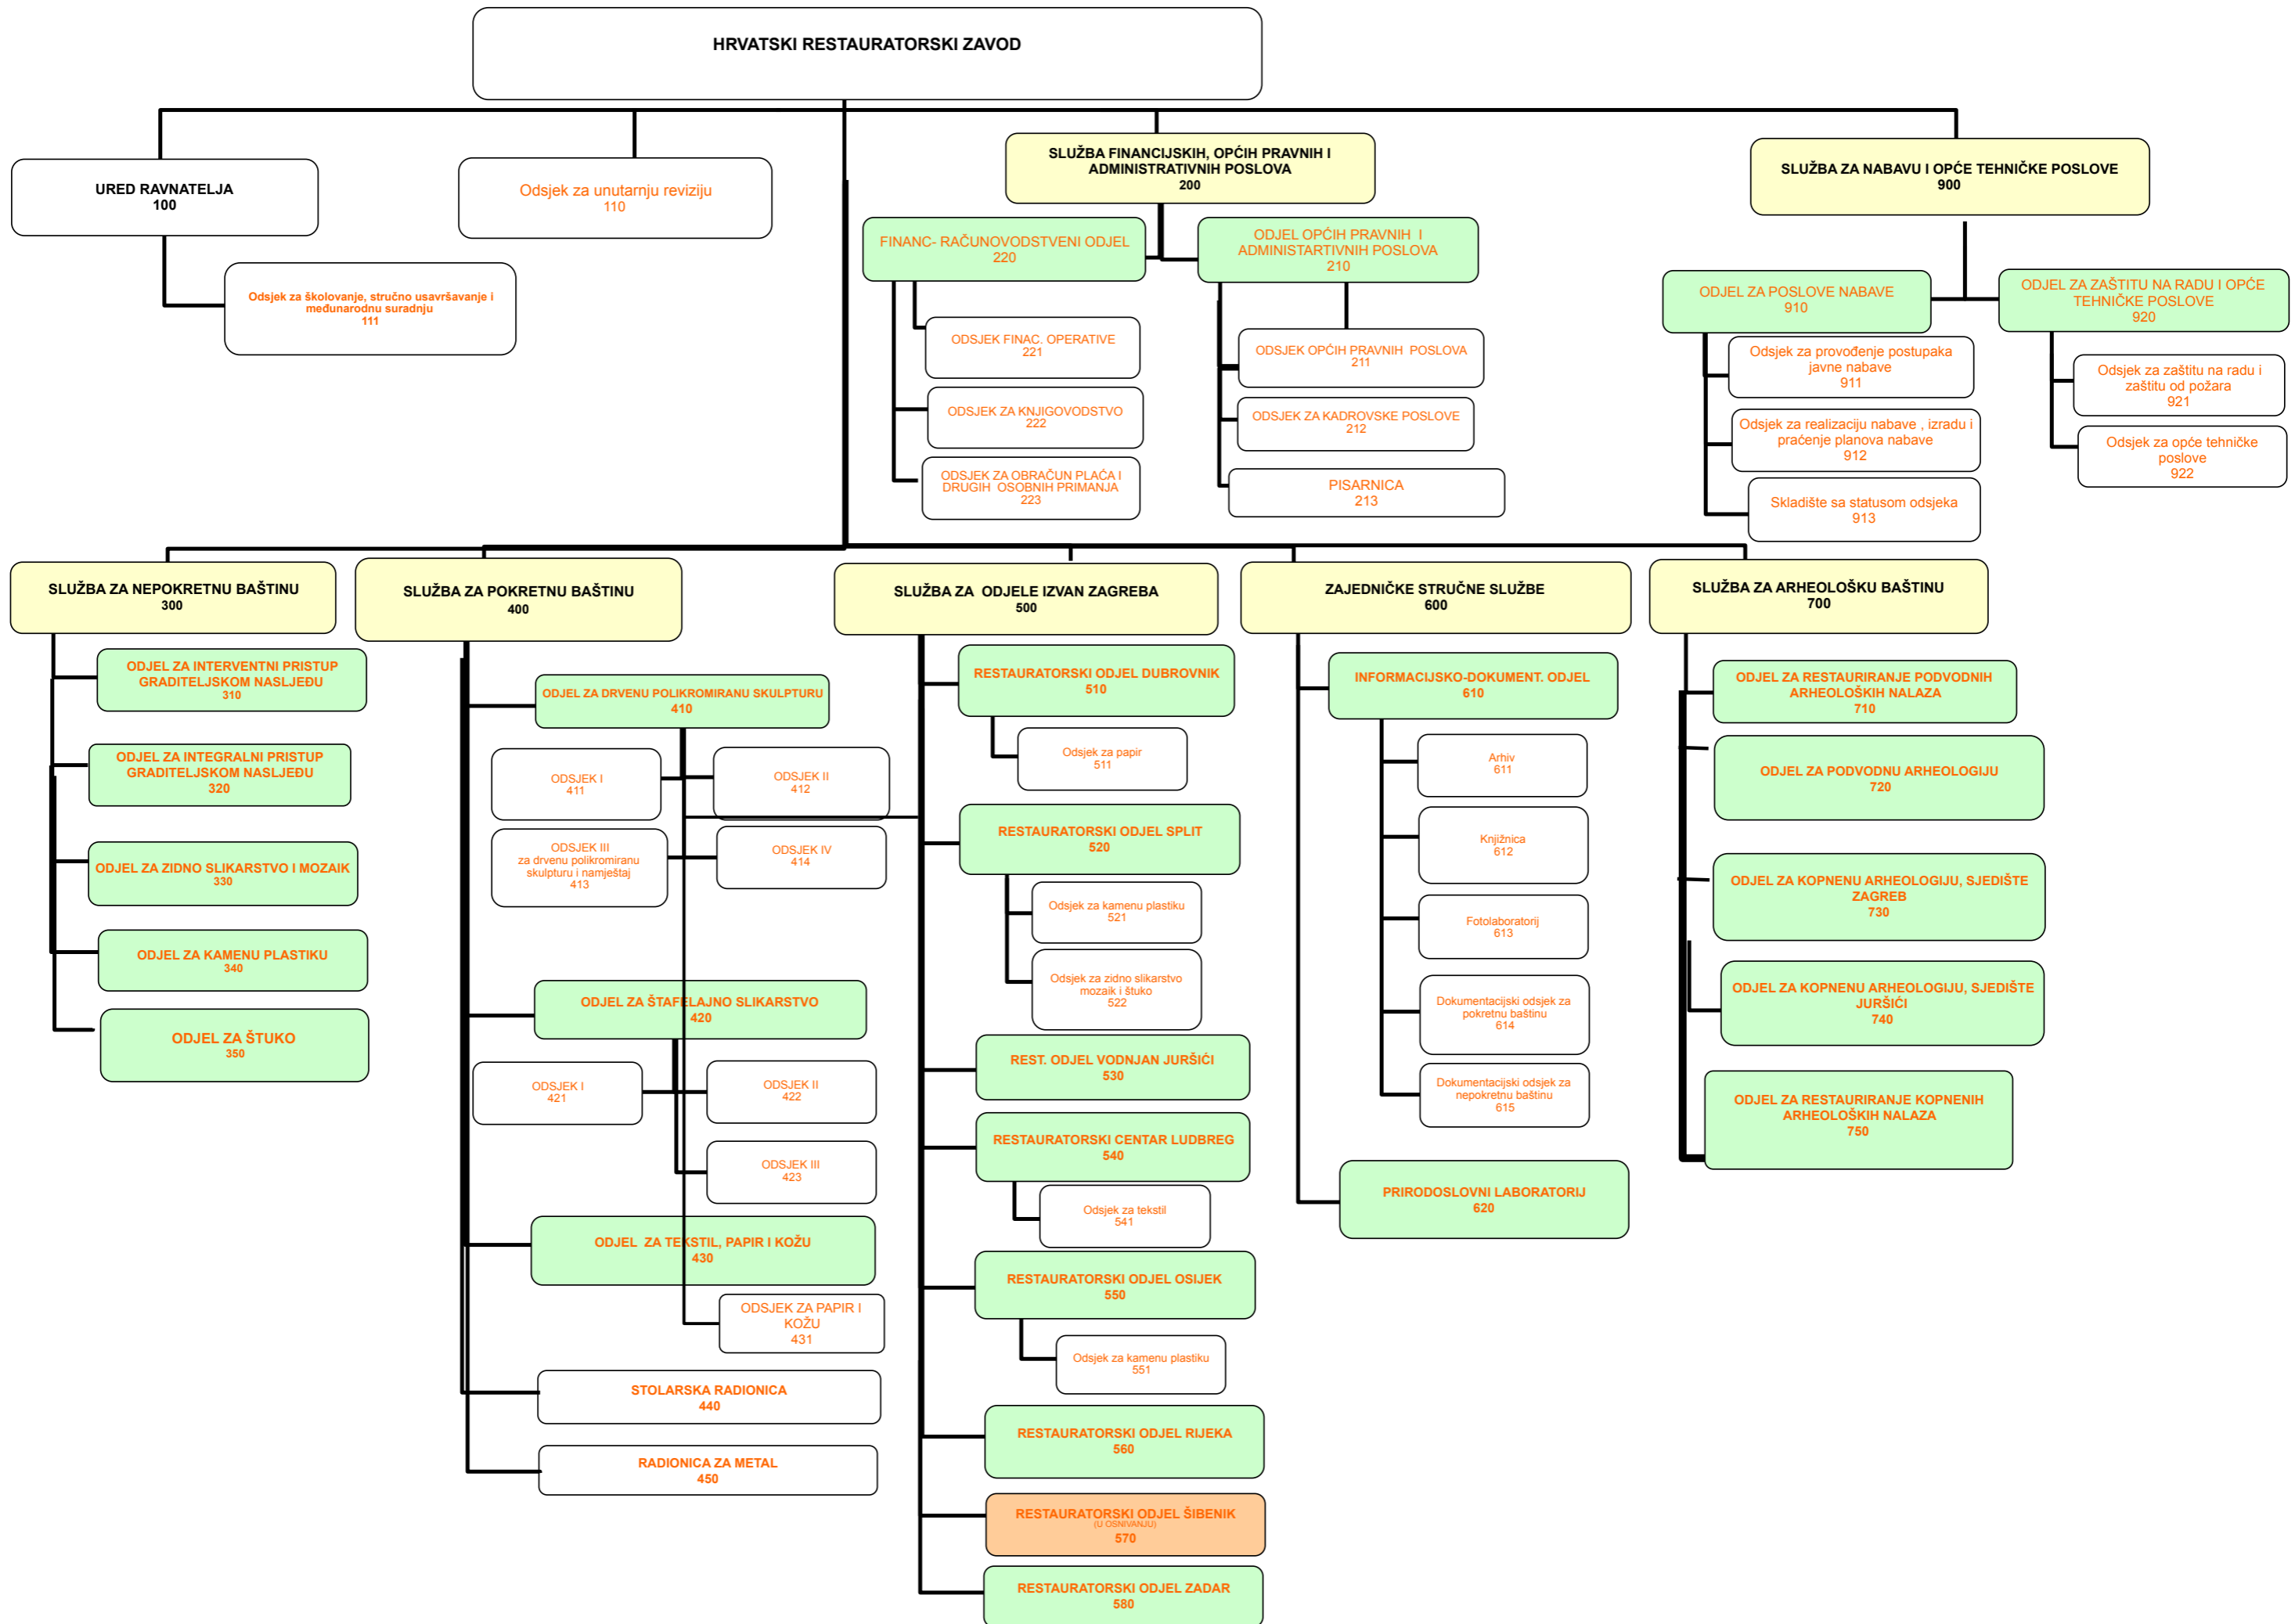 HRVATSKI RESTAURATORSKI ZAVOD
URED RAVNATELJA
100
Odsjek za unutarnju reviziju
110
SLUŽBA FINANCIJSKIH, OPĆIH PRAVNIH I
ADMINISTRATIVNIH POSLOVA
200
SLUŽBA ZA NABAVU I OPĆE TEHNIČKE POSLOVE
900
Odsjek za školovanje, stručno usavršavanje i
međunarodnu suradnju
111
FINANC- RAČUNOVODSTVENI ODJEL
220
ODSJEK FINAC. OPERATIVE
221
ODSJEK ZA KNJIGOVODSTVO
222
ODSJEK ZA OBRAČUN PLAĆA I
DRUGIH OSOBNIH PRIMANJA
223
ODJEL OPĆIH PRAVNIH I
ADMINISTARTIVNIH POSLOVA
210
ODSJEK OPĆIH PRAVNIH POSLOVA
211
ODSJEK ZA KADROVSKE POSLOVE
212
PISARNICA
213
ODJEL ZA POSLOVE NABAVE
910
Odsjek za provođenje postupaka
javne nabave
911
Odsjek za realizaciju nabave , izradu i
praćenje planova nabave
912
Skladište sa statusom odsjeka
913
ODJEL ZA ZAŠTITU NA RADU I OPĆE
TEHNIČKE POSLOVE
920
Odsjek za zaštitu na radu i
zaštitu od požara
921
Odsjek za opće tehničke
poslove
922
SLUŽBA ZA NEPOKRETNU BAŠTINU
300
ODJEL ZA INTERVENTNI PRISTUP
GRADITELJSKOM NASLJEĐU
310
ODJEL ZA INTEGRALNI PRISTUP
GRADITELJSKOM NASLJEĐU
320
ODJEL ZA ZIDNO SLIKARSTVO I MOZAIK
330
ODJEL ZA KAMENU PLASTIKU
340
ODJEL ZA ŠTUKO
350
SLUŽBA ZA POKRETNU BAŠTINU
400
ODJEL ZA DRVENU POLIKROMIRANU SKULPTURU
410
ODSJEK I
411
ODSJEK II
412
ODSJEK III
za drvenu polikromiranu
skulpturu i namještaj
413
ODSJEK IV
414
ODJEL ZA ŠTAFELAJNO SLIKARSTVO
420
ODSJEK I
421
ODSJEK II
422
ODSJEK III
423
ODJEL ZA TEKSTIL, PAPIR I KOŽU
430
ODSJEK ZA PAPIR I
KOŽU
431
STOLARSKA RADIONICA
440
RADIONICA ZA METAL
450
SLUŽBA ZA ODJELE IZVAN ZAGREBA
500
RESTAURATORSKI ODJEL DUBROVNIK
510
Odsjek za papir
511
RESTAURATORSKI ODJEL SPLIT
520
Odsjek za kamenu plastiku
521
Odsjek za zidno slikarstvo
mozaik i štuko
522
REST. ODJEL VODNJAN JURŠIĆI
530
RESTAURATORSKI CENTAR LUDBREG
540
Odsjek za tekstil
541
RESTAURATORSKI ODJEL OSIJEK
550
Odsjek za kamenu plastiku
551
RESTAURATORSKI ODJEL RIJEKA
560
RESTAURATORSKI ODJEL ŠIBENIK
(U OSNIVANJU)
570
RESTAURATORSKI ODJEL ZADAR
580
ZAJEDNIČKE STRUČNE SLUŽBE
600
INFORMACIJSKO-DOKUMENT. ODJEL
610
Arhiv
611
Knjižnica
612
Fotolaboratorij
613
Dokumentacijski odsjek za
pokretnu baštinu
614
Dokumentacijski odsjek za
nepokretnu baštinu
615
PRIRODOSLOVNI LABORATORIJ
620
SLUŽBA ZA ARHEOLOŠKU BAŠTINU
700
ODJEL ZA RESTAURIRANJE PODVODNIH
ARHEOLOŠKIH NALAZA
710
ODJEL ZA PODVODNU ARHEOLOGIJU
720
ODJEL ZA KOPNENU ARHEOLOGIJU, SJEDIŠTE
ZAGREB
730
ODJEL ZA KOPNENU ARHEOLOGIJU, SJEDIŠTE
JURŠIĆI
740
ODJEL ZA RESTAURIRANJE KOPNENIH
ARHEOLOŠKIH NALAZA
750